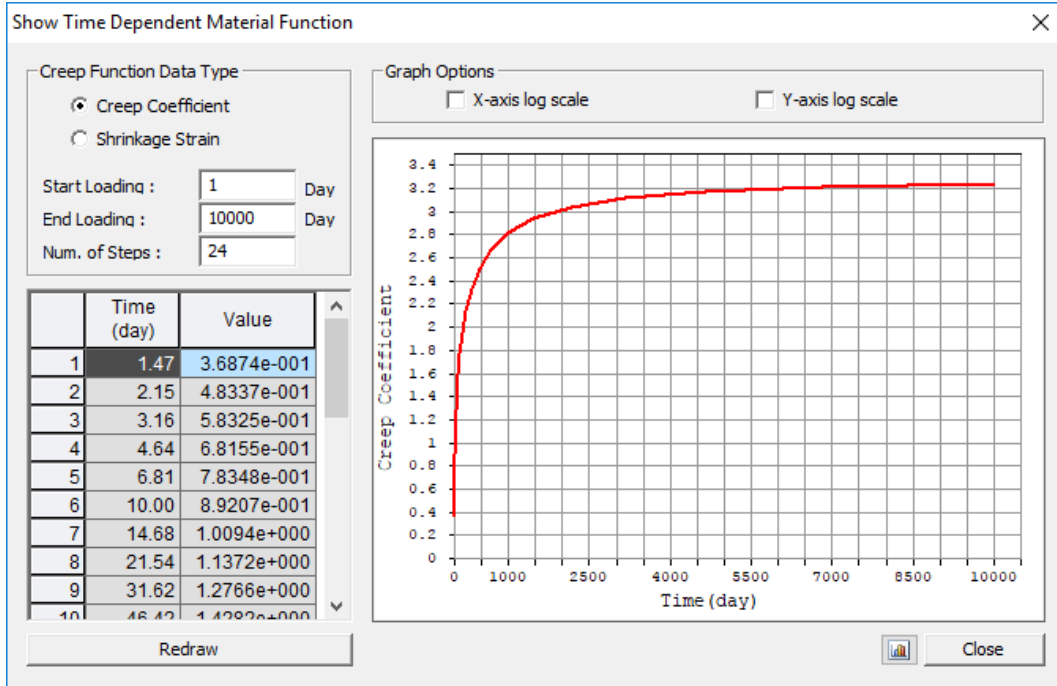 Show Time Dependent Material Function
Creep Function Data Type
Creep Coefficient
Shrinkage Strain
Start Loading : 1 Day
End Loading : 10000 Day
Num. of Steps : 24
Time (day) Value
1 1.47 3.6874e-001
2 2.15 4.8337e-001
3 3.16 5.8325e-001
4 4.64 6.8155e-001
5 6.81 7.8348e-001
6 10.00 8.9207e-001
7 14.68 1.0094e+000
8 21.54 1.1372e+000
9 31.62 1.2766e+000
10 46.42 1.4282e+000
Redraw
Graph Options
X-axis log scale Y-axis log scale
Creep Coefficient
3.4
3.2
3
2.8
2.6
2.4
2.2
2
1.8
1.6
1.4
1.2
1
0.8
0.6
0.4
0.2
0
0 1000 2500 4000 5500 7000 8500 10000
Time(day)
Close